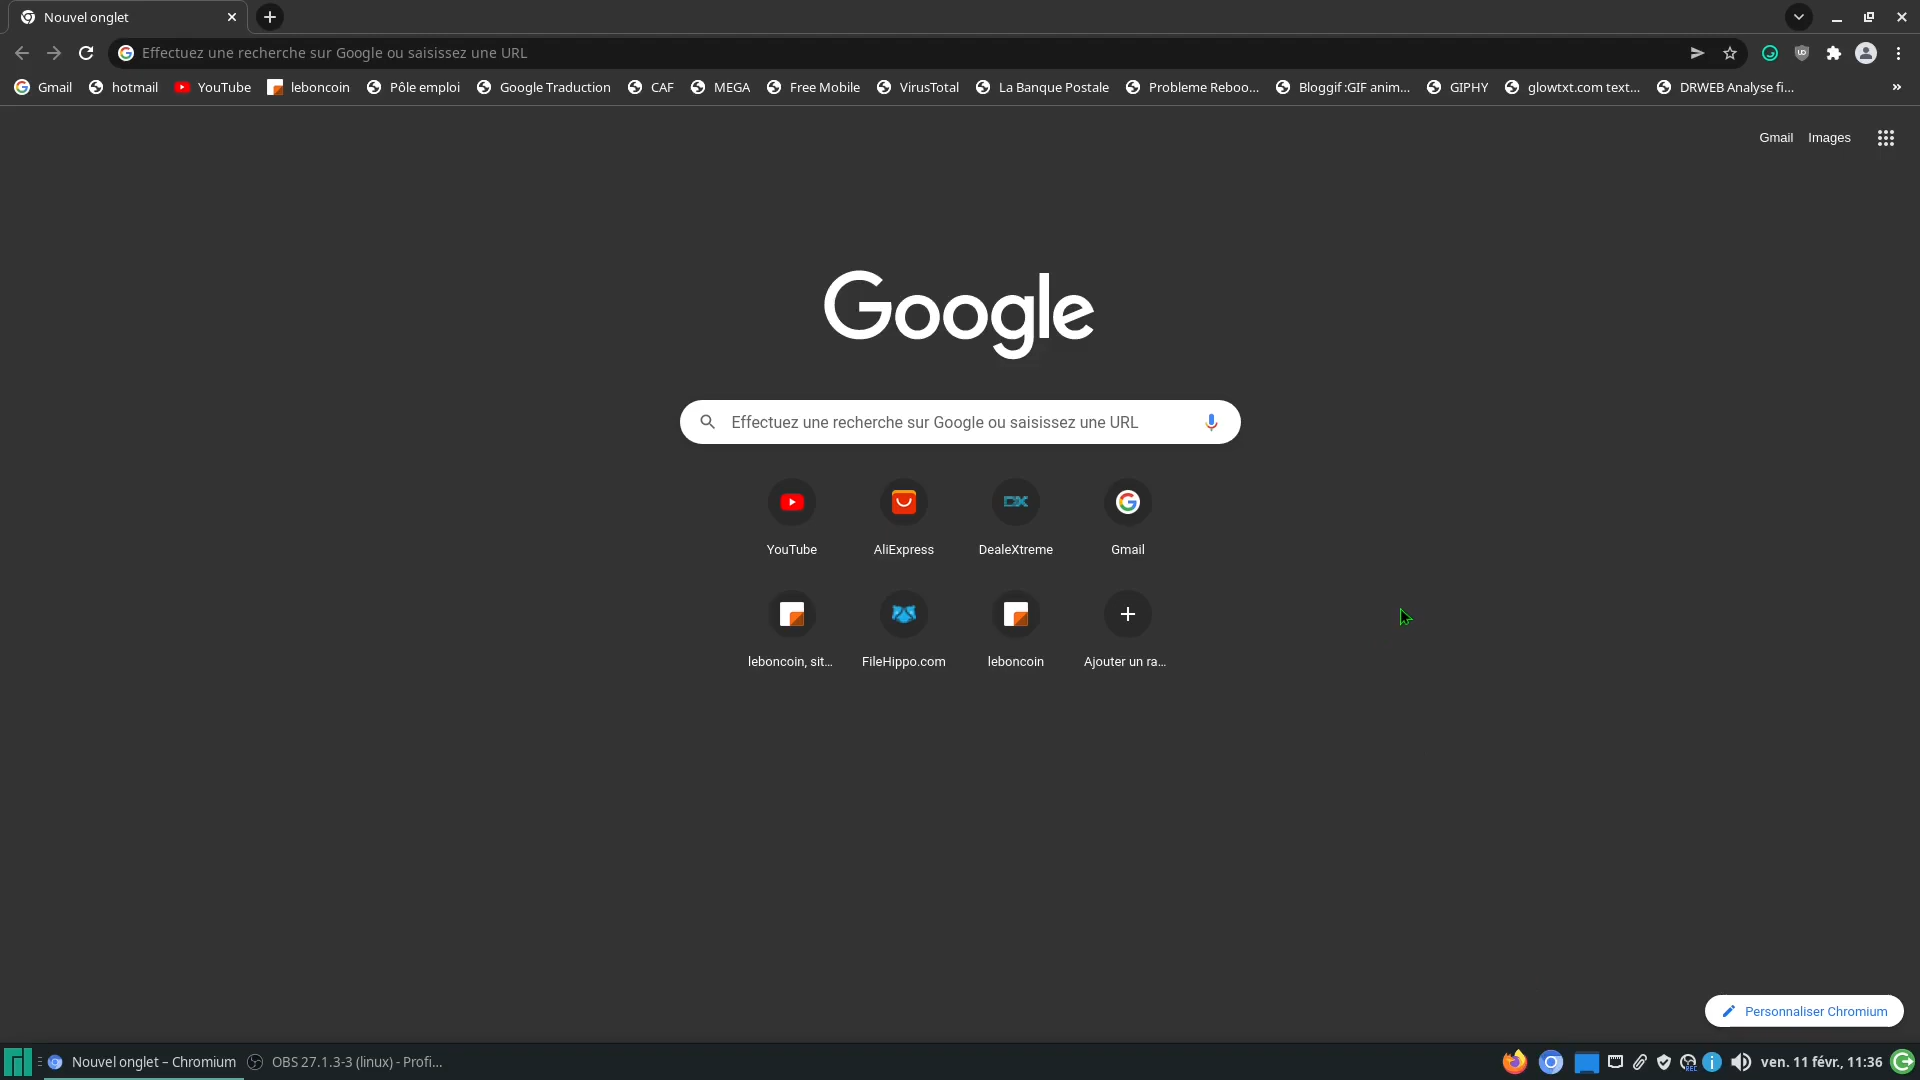 Nouvel onglet
Effectuez une recherche sur Google ou saisissez une URL
Gmail hotmail YouTube leboncoin Pôle emploi Google Traduction CAF MEGA Free Mobile VirusTotal La Banque Postale Probleme Reboo... Bloggif :GIF anim... GIPHY glowtxt.com text... DRWEB Analyse fi... »
Gmail Images
Google
Effectuez une recherche sur Google ou saisissez une URL
YouTube AliExpress DealeXtreme Gmail
leboncoin, sit... FileHippo.com leboncoin Ajouter un ra...
Personnaliser Chromium
Nouvel onglet – Chromium OBS 27.1.3-3 (linux) - Profi... ven. 11 févr., 11:36